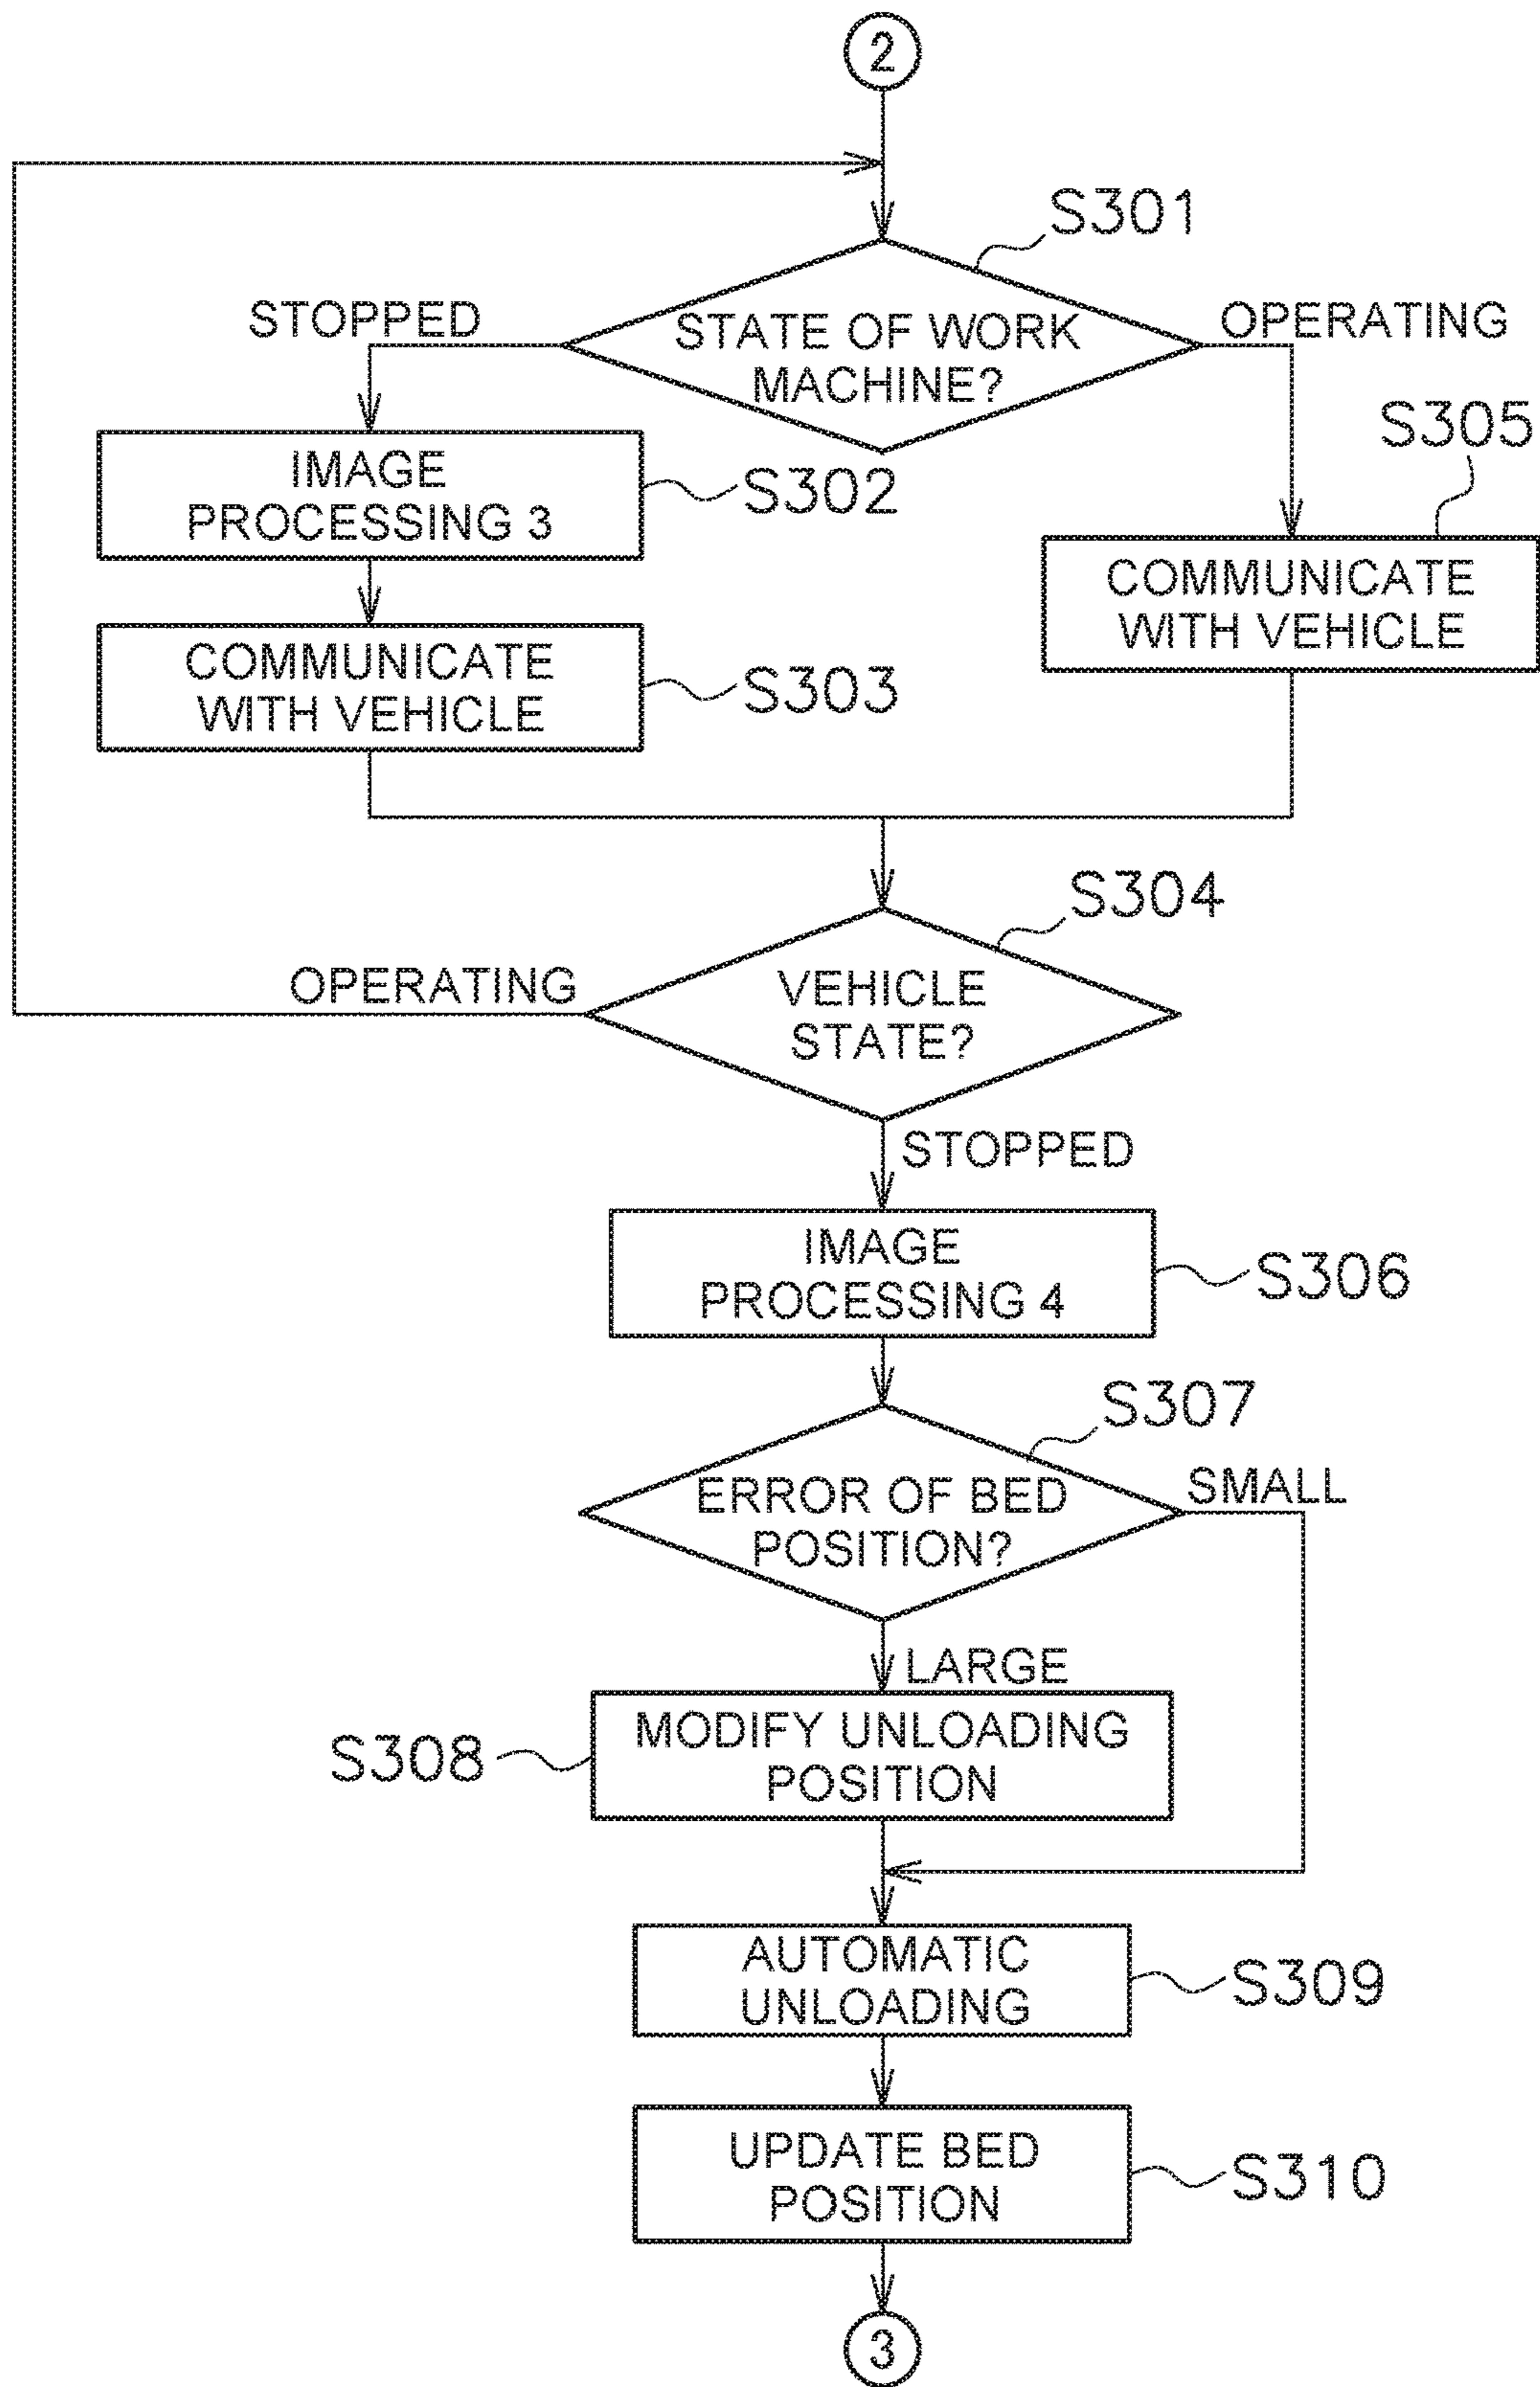 2
S301
STOPPED
OPERATING
STATE OF WORK
MACHINE?
S305
IMAGE
PROCESSING 3
S302
COMMUNICATE
WITH VEHICLE
COMMUNICATE
WITH VEHICLE
S303
S304
OPERATING
VEHICLE
STATE?
STOPPED
IMAGE
PROCESSING 4
S306
S307
SMALL
ERROR OF BED
POSITION?
LARGE
MODIFY UNLOADING
POSITION
S308
AUTOMATIC
UNLOADING
S309
UPDATE BED
POSITION
S310
3